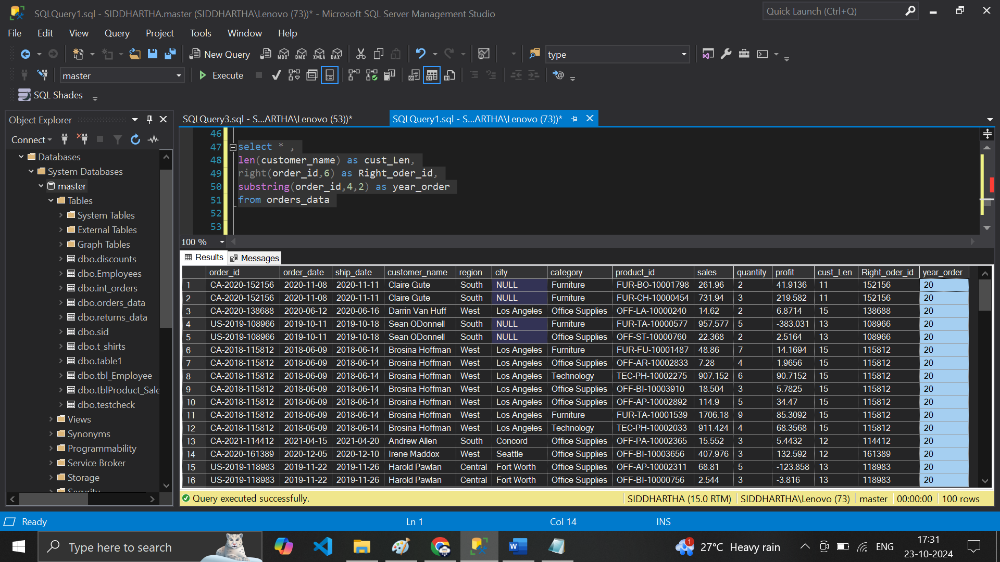 SQLQuery1.sql - SIDDHARTHA.master (SIDDHARTHA\Lenovo (73))* - Microsoft SQL Server Management Studio
Quick Launch (Ctrl+Q)
File Edit View Query Project Tools Window Help
New Query MDX DMX XMLA DAX type
master Execute
SQL Shades
Object Explorer
Connect
Databases
System Databases
master
Tables
System Tables
External Tables
Graph Tables
dbo.discounts
dbo.Employees
dbo.int_orders
dbo.orders_data
dbo.returns_data
dbo.sid
dbo.t_shirts
dbo.table1
dbo.tbl_Employee
dbo.tblProduct_Sale
dbo.testcheck
Views
Synonyms
Programmability
Service Broker
Storage
Security
SQLQuery3.sql - S...ARTHA\Lenovo (53))* SQLQuery1.sql - S...ARTHA\Lenovo (73))*
46
47 select * ,
48 len(customer_name) as cust_Len,
49 right(order_id,6) as Right_oder_id,
50 substring(order_id,4,2) as year_order
51 from orders_data
52
53
100 %
Results Messages
order_id order_date ship_date customer_name region city category product_id sales quantity profit cust_Len Right_oder_id year_order
1 CA-2020-152156 2020-11-08 2020-11-11 Claire Gute South NULL Furniture FUR-BO-10001798 261.96 2 41.9136 11 152156 20
2 CA-2020-152156 2020-11-08 2020-11-11 Claire Gute South NULL Furniture FUR-CH-10000454 731.94 3 219.582 11 152156 20
3 CA-2020-138688 2020-06-12 2020-06-16 Darrin Van Huff West Los Angeles Office Supplies OFF-LA-10000240 14.62 2 6.8714 15 138688 20
4 US-2019-108966 2019-10-11 2019-10-18 Sean ODonnell South NULL Furniture FUR-TA-10000577 957.577 5 -383.031 13 108966 20
5 US-2019-108966 2019-10-11 2019-10-18 Sean ODonnell South NULL Office Supplies OFF-ST-10000760 22.368 2 2.5164 13 108966 20
6 CA-2018-115812 2018-06-09 2018-06-14 Brosina Hoffman West Los Angeles Furniture FUR-FU-10001487 48.86 7 14.1694 15 115812 20
7 CA-2018-115812 2018-06-09 2018-06-14 Brosina Hoffman West Los Angeles Office Supplies OFF-AR-10002833 7.28 4 1.9656 15 115812 20
8 CA-2018-115812 2018-06-09 2018-06-14 Brosina Hoffman West Los Angeles Technology TEC-PH-10002275 907.152 6 90.7152 15 115812 20
9 CA-2018-115812 2018-06-09 2018-06-14 Brosina Hoffman West Los Angeles Office Supplies OFF-BI-10003910 18.504 3 5.7825 15 115812 20
10 CA-2018-115812 2018-06-09 2018-06-14 Brosina Hoffman West Los Angeles Office Supplies OFF-AP-10002892 114.9 5 34.47 15 115812 20
11 CA-2018-115812 2018-06-09 2018-06-14 Brosina Hoffman West Los Angeles Furniture FUR-TA-10001539 1706.18 9 85.3092 15 115812 20
12 CA-2018-115812 2018-06-09 2018-06-14 Brosina Hoffman West Los Angeles Technology TEC-PH-10002033 911.424 4 68.3568 15 115812 20
13 CA-2021-114412 2021-04-15 2021-04-20 Andrew Allen South Concord Office Supplies OFF-PA-10002365 15.552 3 5.4432 12 114412 20
14 CA-2020-161389 2020-12-05 2020-12-10 Irene Maddox West Seattle Office Supplies OFF-BI-10003656 407.976 3 132.592 12 161389 20
15 US-2019-118983 2019-11-22 2019-11-26 Harold Pawlan Central Fort Worth Office Supplies OFF-AP-10002311 68.81 5 -123.858 13 118983 20
16 US-2019-118983 2019-11-22 2019-11-26 Harold Pawlan Central Fort Worth Office Supplies OFF-BI-10000756 2.544 3 -3.816 13 118983 20
Query executed successfully. SIDDHARTHA (15.0 RTM) SIDDHARTHA\Lenovo (73) master 00:00:00 100 rows
Ready Ln 1 Col 14 INS
Type here to search 1 27°C Heavy rain ENG 17:31
23-10-2024